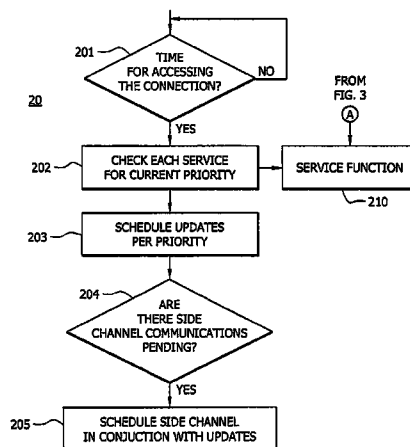 201
TIME
FOR ACCESSING
THE CONNECTION?
NO
20
YES
FROM
FIG. 3
A
202
CHECK EACH SERVICE
FOR CURRENT PRIORITY
SERVICE FUNCTION
210
203
SCHEDULE UPDATES
PER PRIORITY
204
ARE
THERE SIDE
CHANNEL COMMUNICATIONS
PENDING?
YES
205
SCHEDULE SIDE CHANNEL
IN CONJUCTION WITH UPDATES